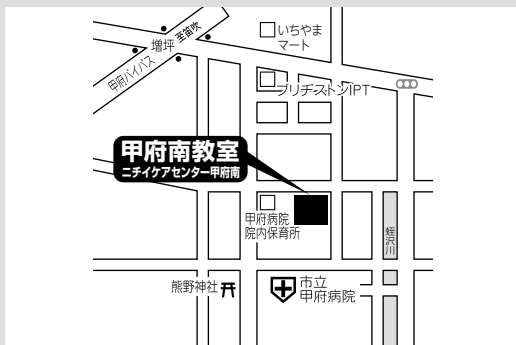 いちやま
マート
至笛吹
増坪
甲府バイパス
ブリヂストンIPT
甲府南教室
ニチイケアセンター甲府南
甲府病院
院内保育所
蛭沢川
熊野神社
市立
甲府病院